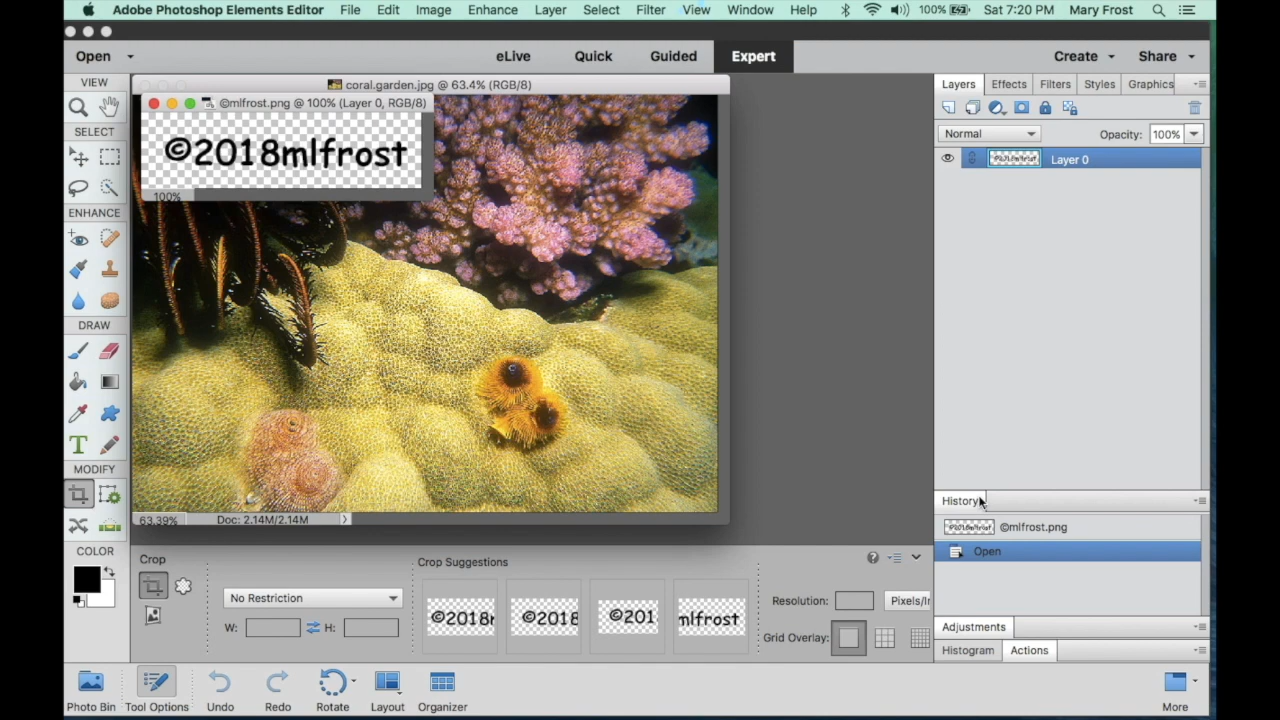 Adobe Photoshop Elements Editor File Edit Image Enhance Layer Select Filter View Window Help 100% Sat 7:20 PM Mary Frost
Open eLive Quick Guided Expert Create Share
VIEW
SELECT
ENHANCE
DRAW
T
MODIFY
COLOR
coral.garden.jpg @ 63.4% (RGB/8)
©mlfrost.png @ 100% (Layer 0, RGB/8)
©2018mlfrost
100%
63.39% Doc: 2.14M/2.14M
Layers Effects Filters Styles Graphics
Normal Opacity: 100%
©2018mlfrost Layer 0
History
©2018mlfrost ©mlfrost.png
Open
Adjustments
Histogram Actions
Crop
No Restriction
W: H:
Crop Suggestions
©2018r ©2018 ©201 mlfrost
Resolution: Pixels/In
Grid Overlay:
Photo Bin Tool Options Undo Redo Rotate Layout Organizer More